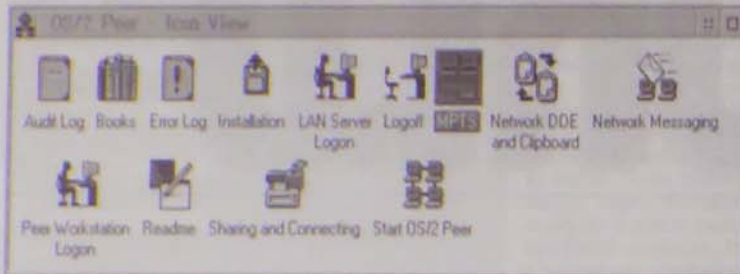 OS/2 Peer - Icon View
Audit Log Books Error Log Installation LAN Server Logon Logoff MPTS Network DDE and Clipboard Network Messaging
Peer Workstation Logon Readme Sharing and Connecting Start OS/2 Peer